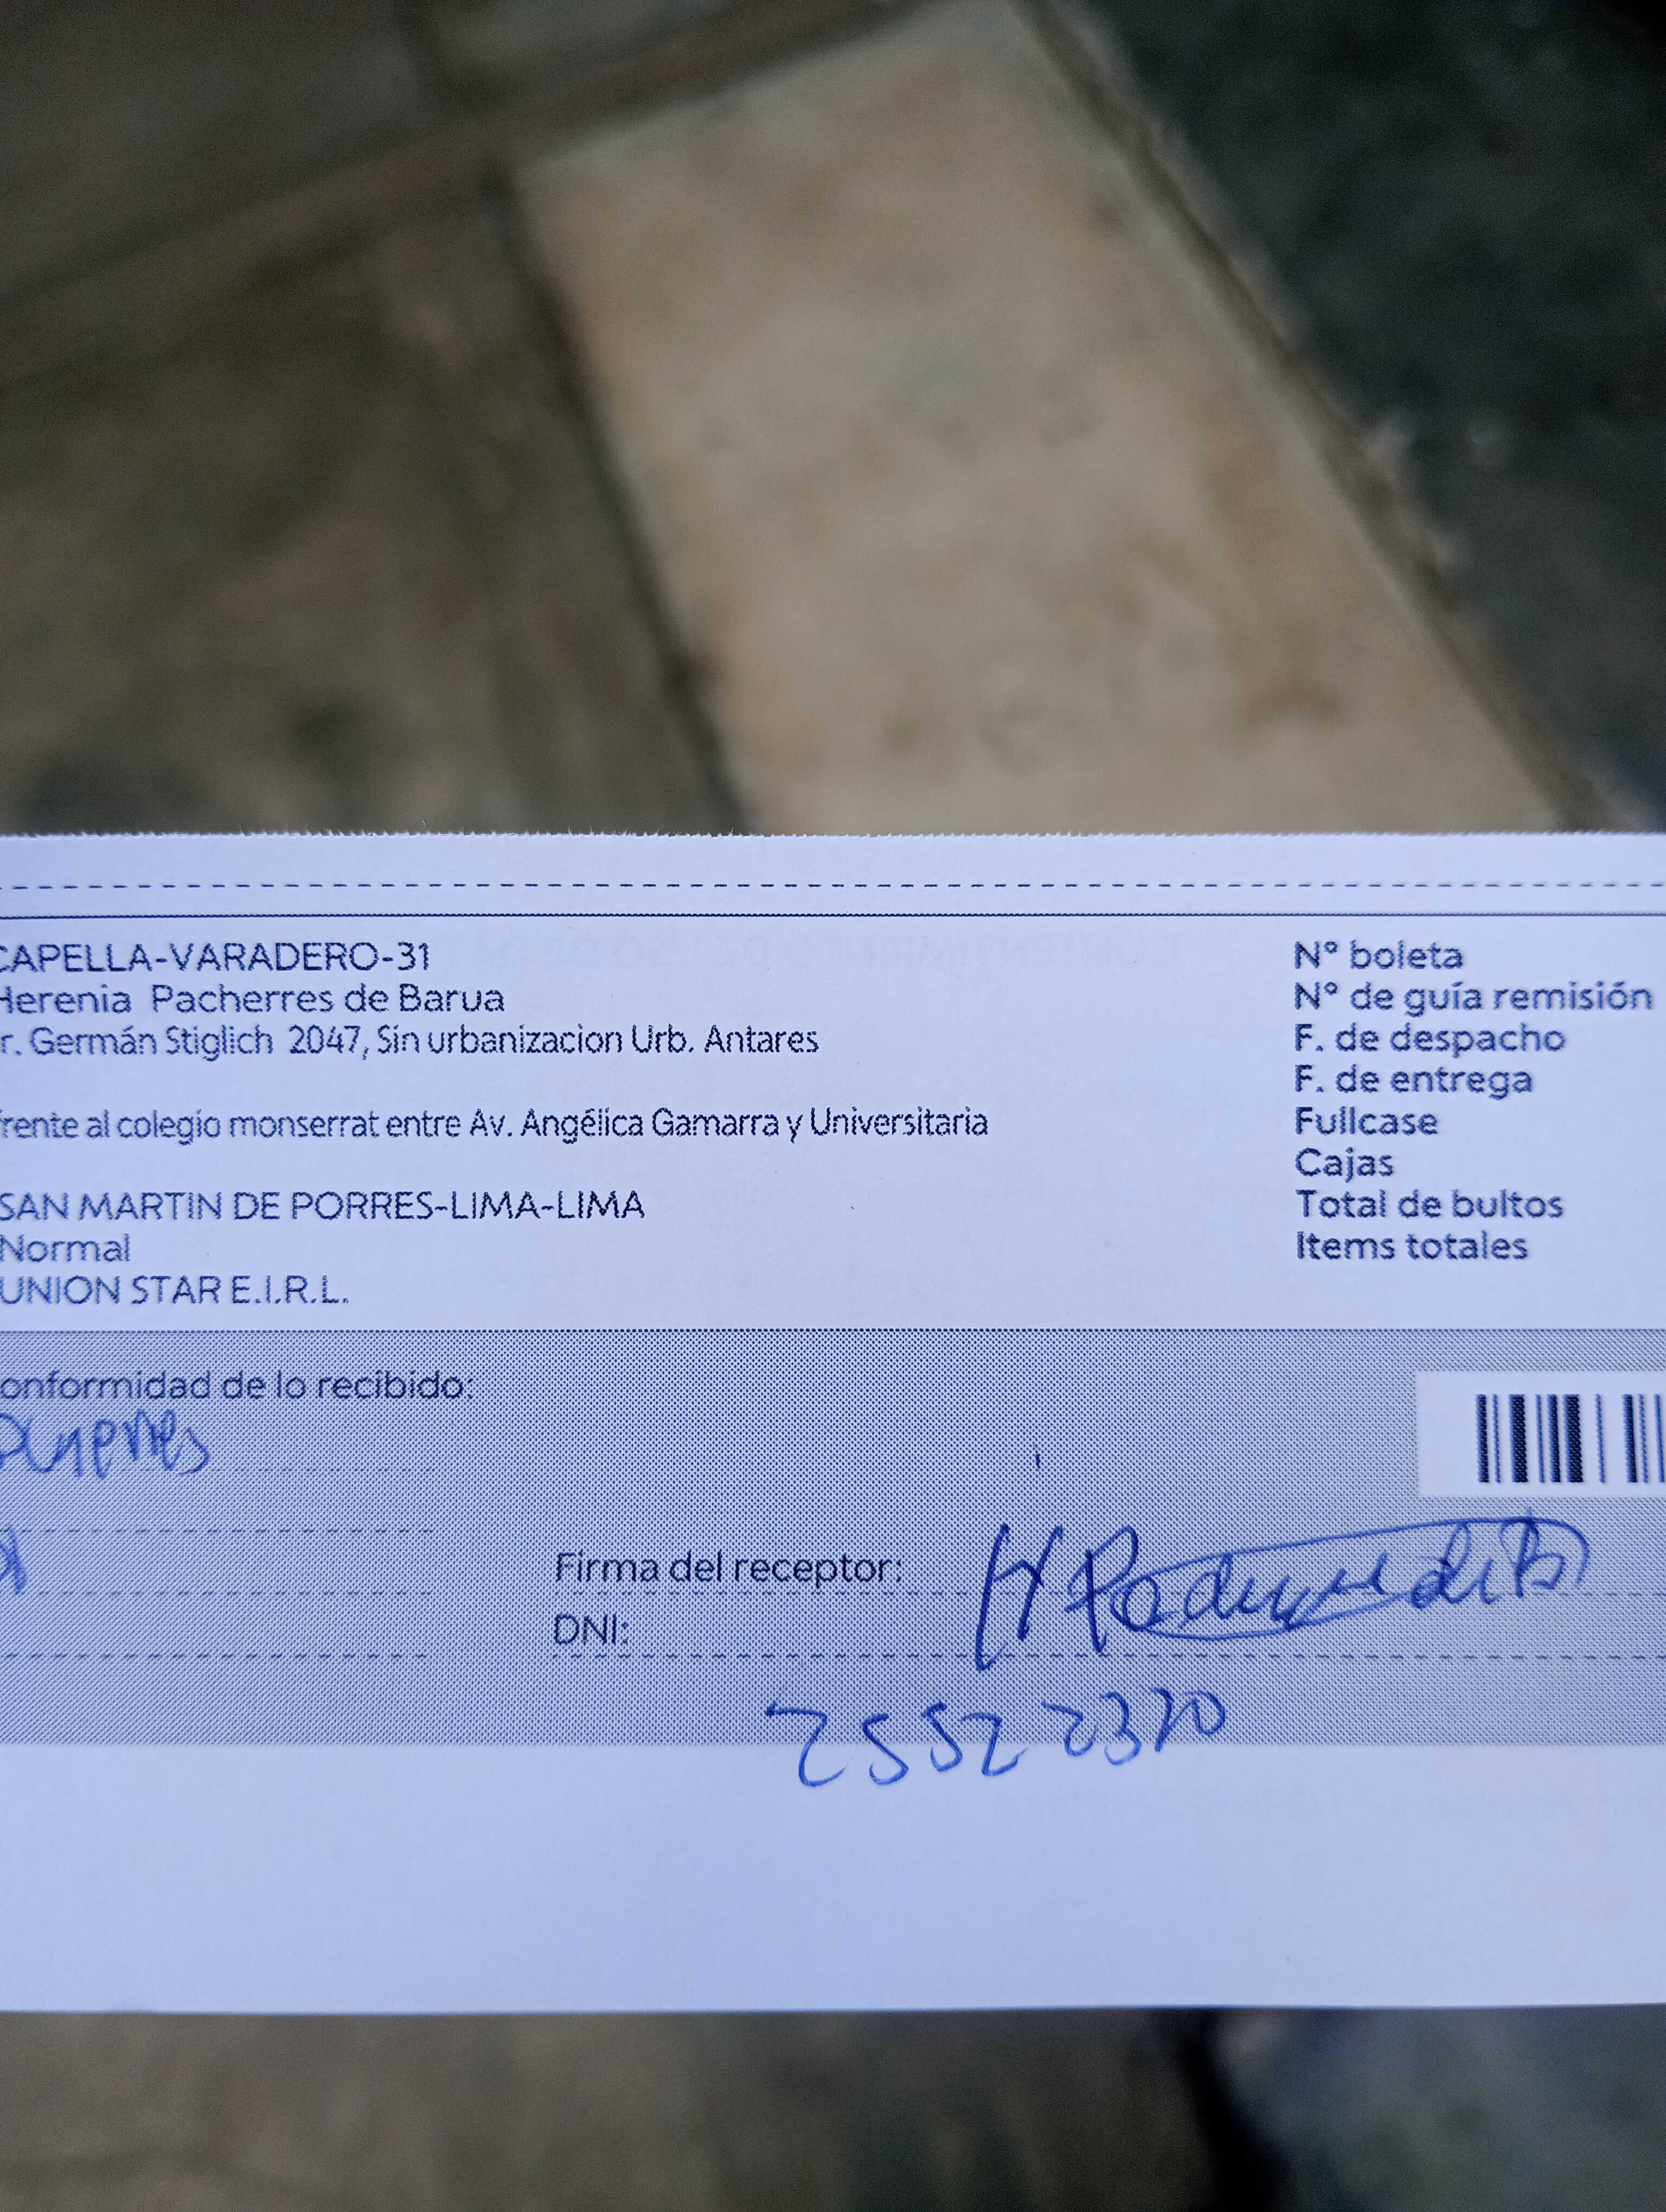 CAPELLA-VARADERO-31
Herenia Pacherres de Barua
r. Germán Stiglich 2047, Sin urbanizacion Urb. Antares
frente al colegio monserrat entre Av. Angélica Gamarra y Universitaria
SAN MARTIN DE PORRES-LIMA-LIMA
Normal
UNION STAR E.I.R.L.
N° boleta
N° de guía remisión
F. de despacho
F. de entrega
Fullcase
Cajas
Total de bultos
Items totales
onformidad de lo recibido:
Firma del receptor:
DNI: